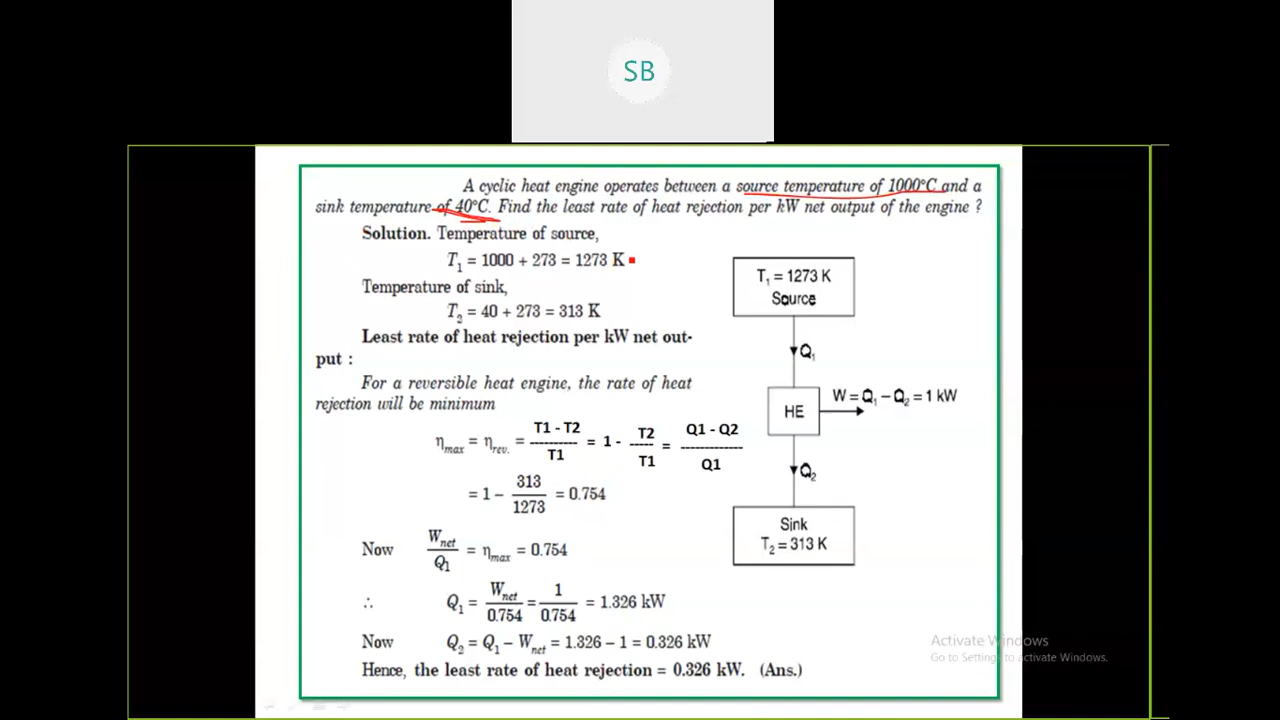 SB
A cyclic heat engine operates between a source temperature of 1000°C and a
sink temperature of 40°C. Find the least rate of heat rejection per kW net output of the engine ?
Solution. Temperature of source,
T₁ = 1000 + 273 = 1273 K
Temperature of sink,
T₂ = 40 + 273 = 313 K
Least rate of heat rejection per kW net out-
put :
For a reversible heat engine, the rate of heat
rejection will be minimum
ηmax = ηrev. = T1 - T2 / T1 = 1 - T2 / T1 = Q1 - Q2 / Q1
= 1 – 313 / 1273 = 0.754
Now Wnet / Q1 = ηmax = 0.754
∴ Q₁ = Wnet / 0.754 = 1 / 0.754 = 1.326 kW
Now Q₂ = Q₁ – Wnet = 1.326 – 1 = 0.326 kW
Hence, the least rate of heat rejection = 0.326 kW. (Ans.)
T₁ = 1273 K
Source
Q₁
HE
W = Q₁ – Q₂ = 1 kW
Q₂
Sink
T₂ = 313 K
Activate Windows
Go to Settings to activate Windows.